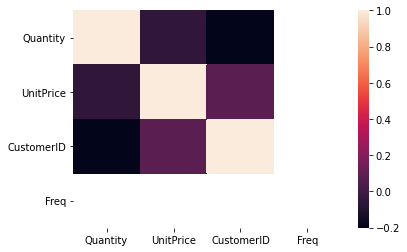 Quantity
UnitPrice
CustomerID
Freq
Quantity UnitPrice CustomerID Freq
1.0
0.8
0.6
0.4
0.2
0.0
−0.2